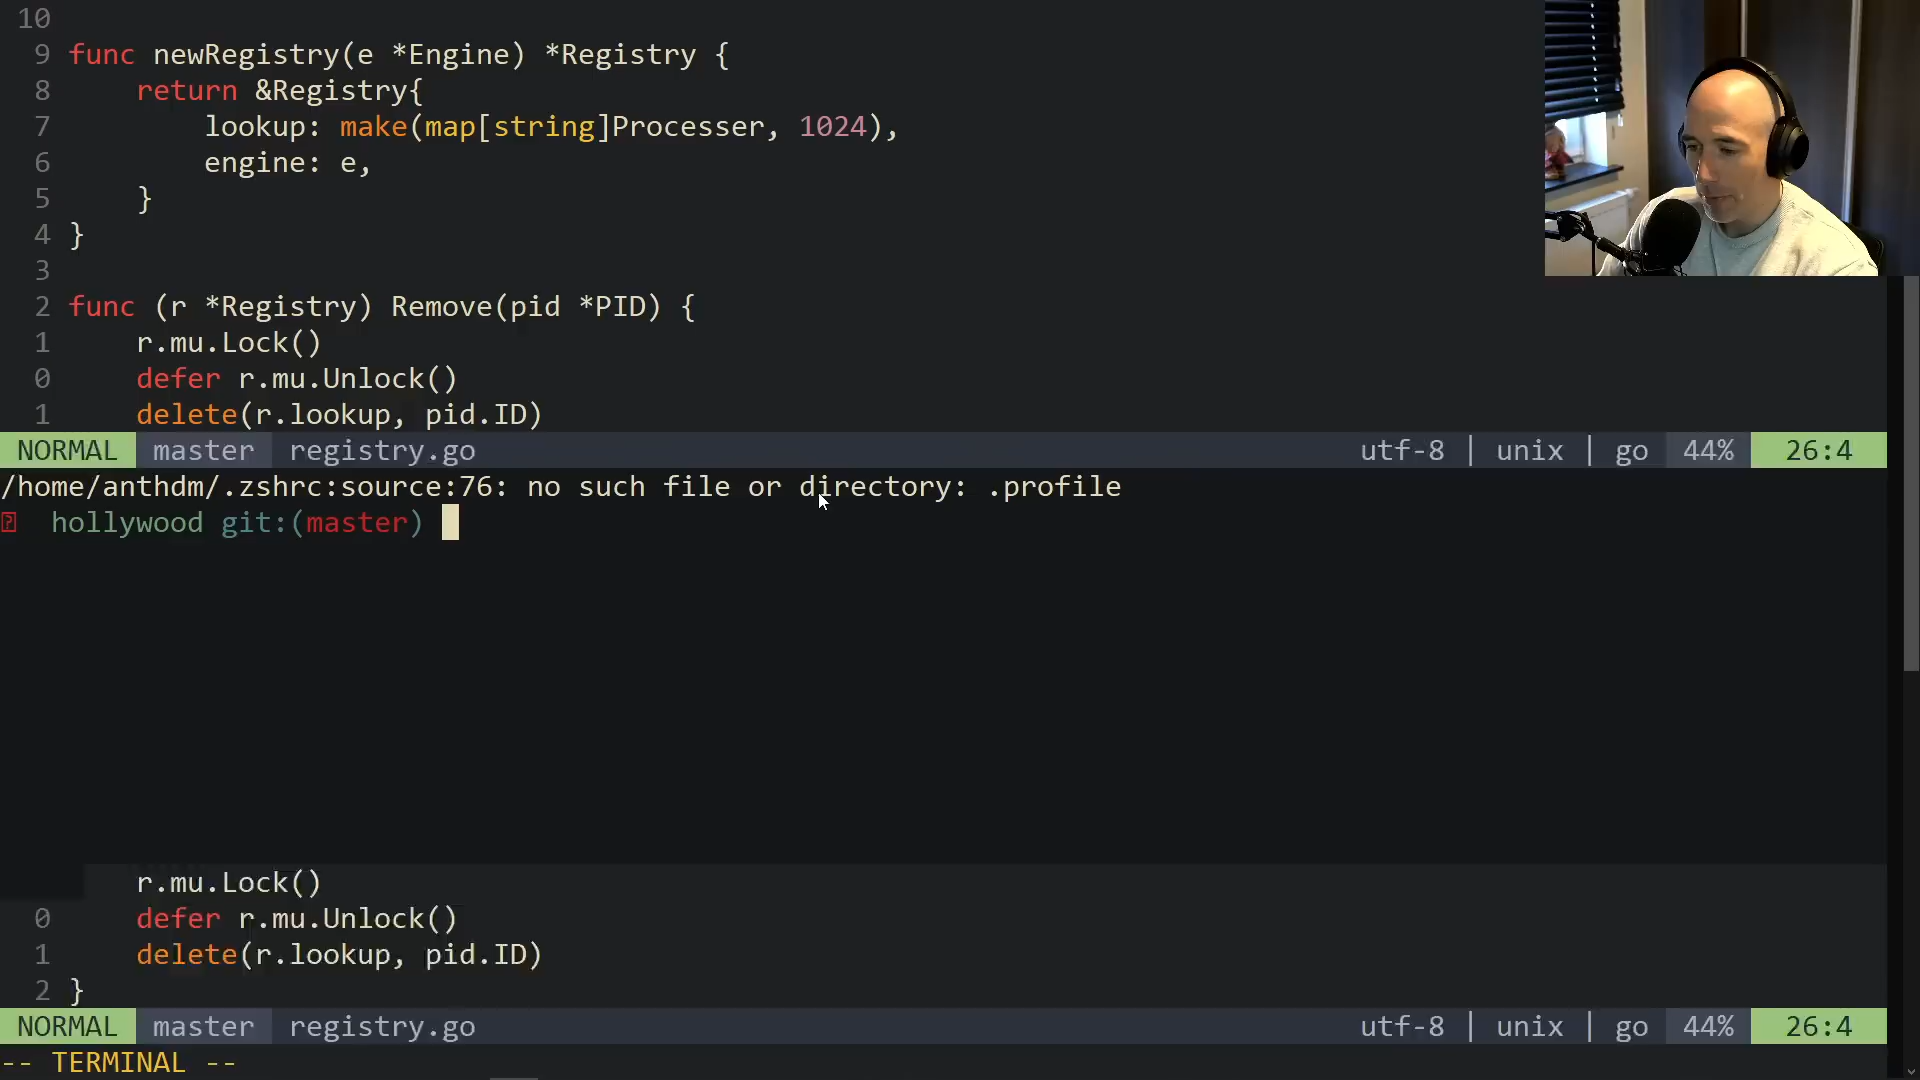 10
9 func newRegistry(e *Engine) *Registry {
8 return &Registry{
7 lookup: make(map[string]Processer, 1024),
6 engine: e,
5 }
4 }
3
2 func (r *Registry) Remove(pid *PID) {
1 r.mu.Lock()
0 defer r.mu.Unlock()
1 delete(r.lookup, pid.ID)
NORMAL master registry.go utf-8 | unix | go 44% 26:4
/home/anthdm/.zshrc:source:76: no such file or directory: .profile
hollywood git:(master)
r.mu.Lock()
0 defer r.mu.Unlock()
1 delete(r.lookup, pid.ID)
2 }
NORMAL master registry.go utf-8 | unix | go 44% 26:4
-- TERMINAL --